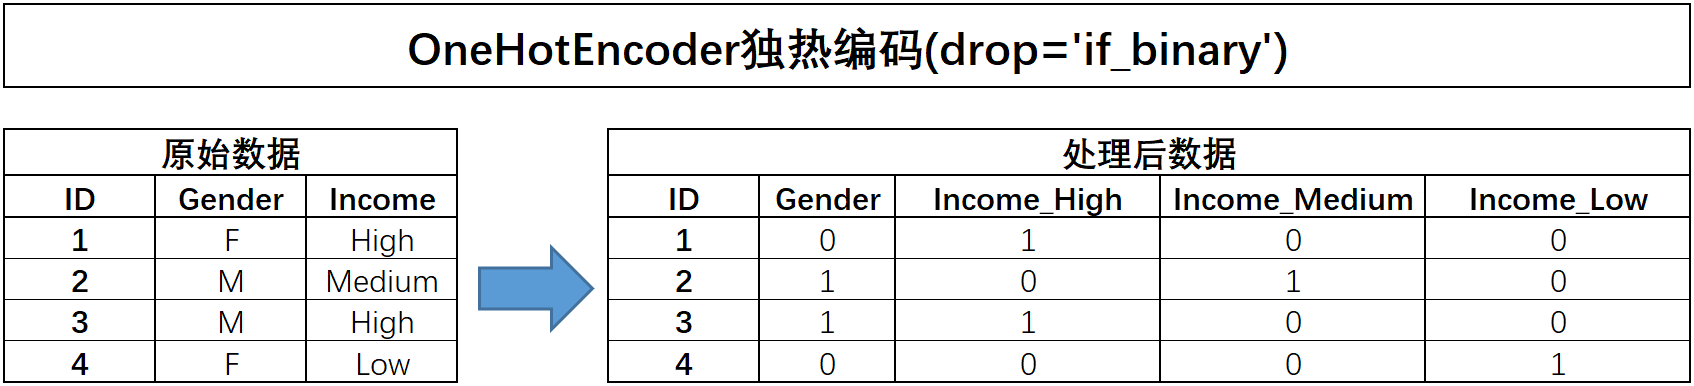 OneHotEncoder独热编码(drop='if_binary')
原始数据
ID Gender Income
1 F High
2 M Medium
3 M High
4 F Low
处理后数据
ID Gender Income_High Income_Medium Income_Low
1 0 1 0 0
2 1 0 1 0
3 1 1 0 0
4 0 0 0 1